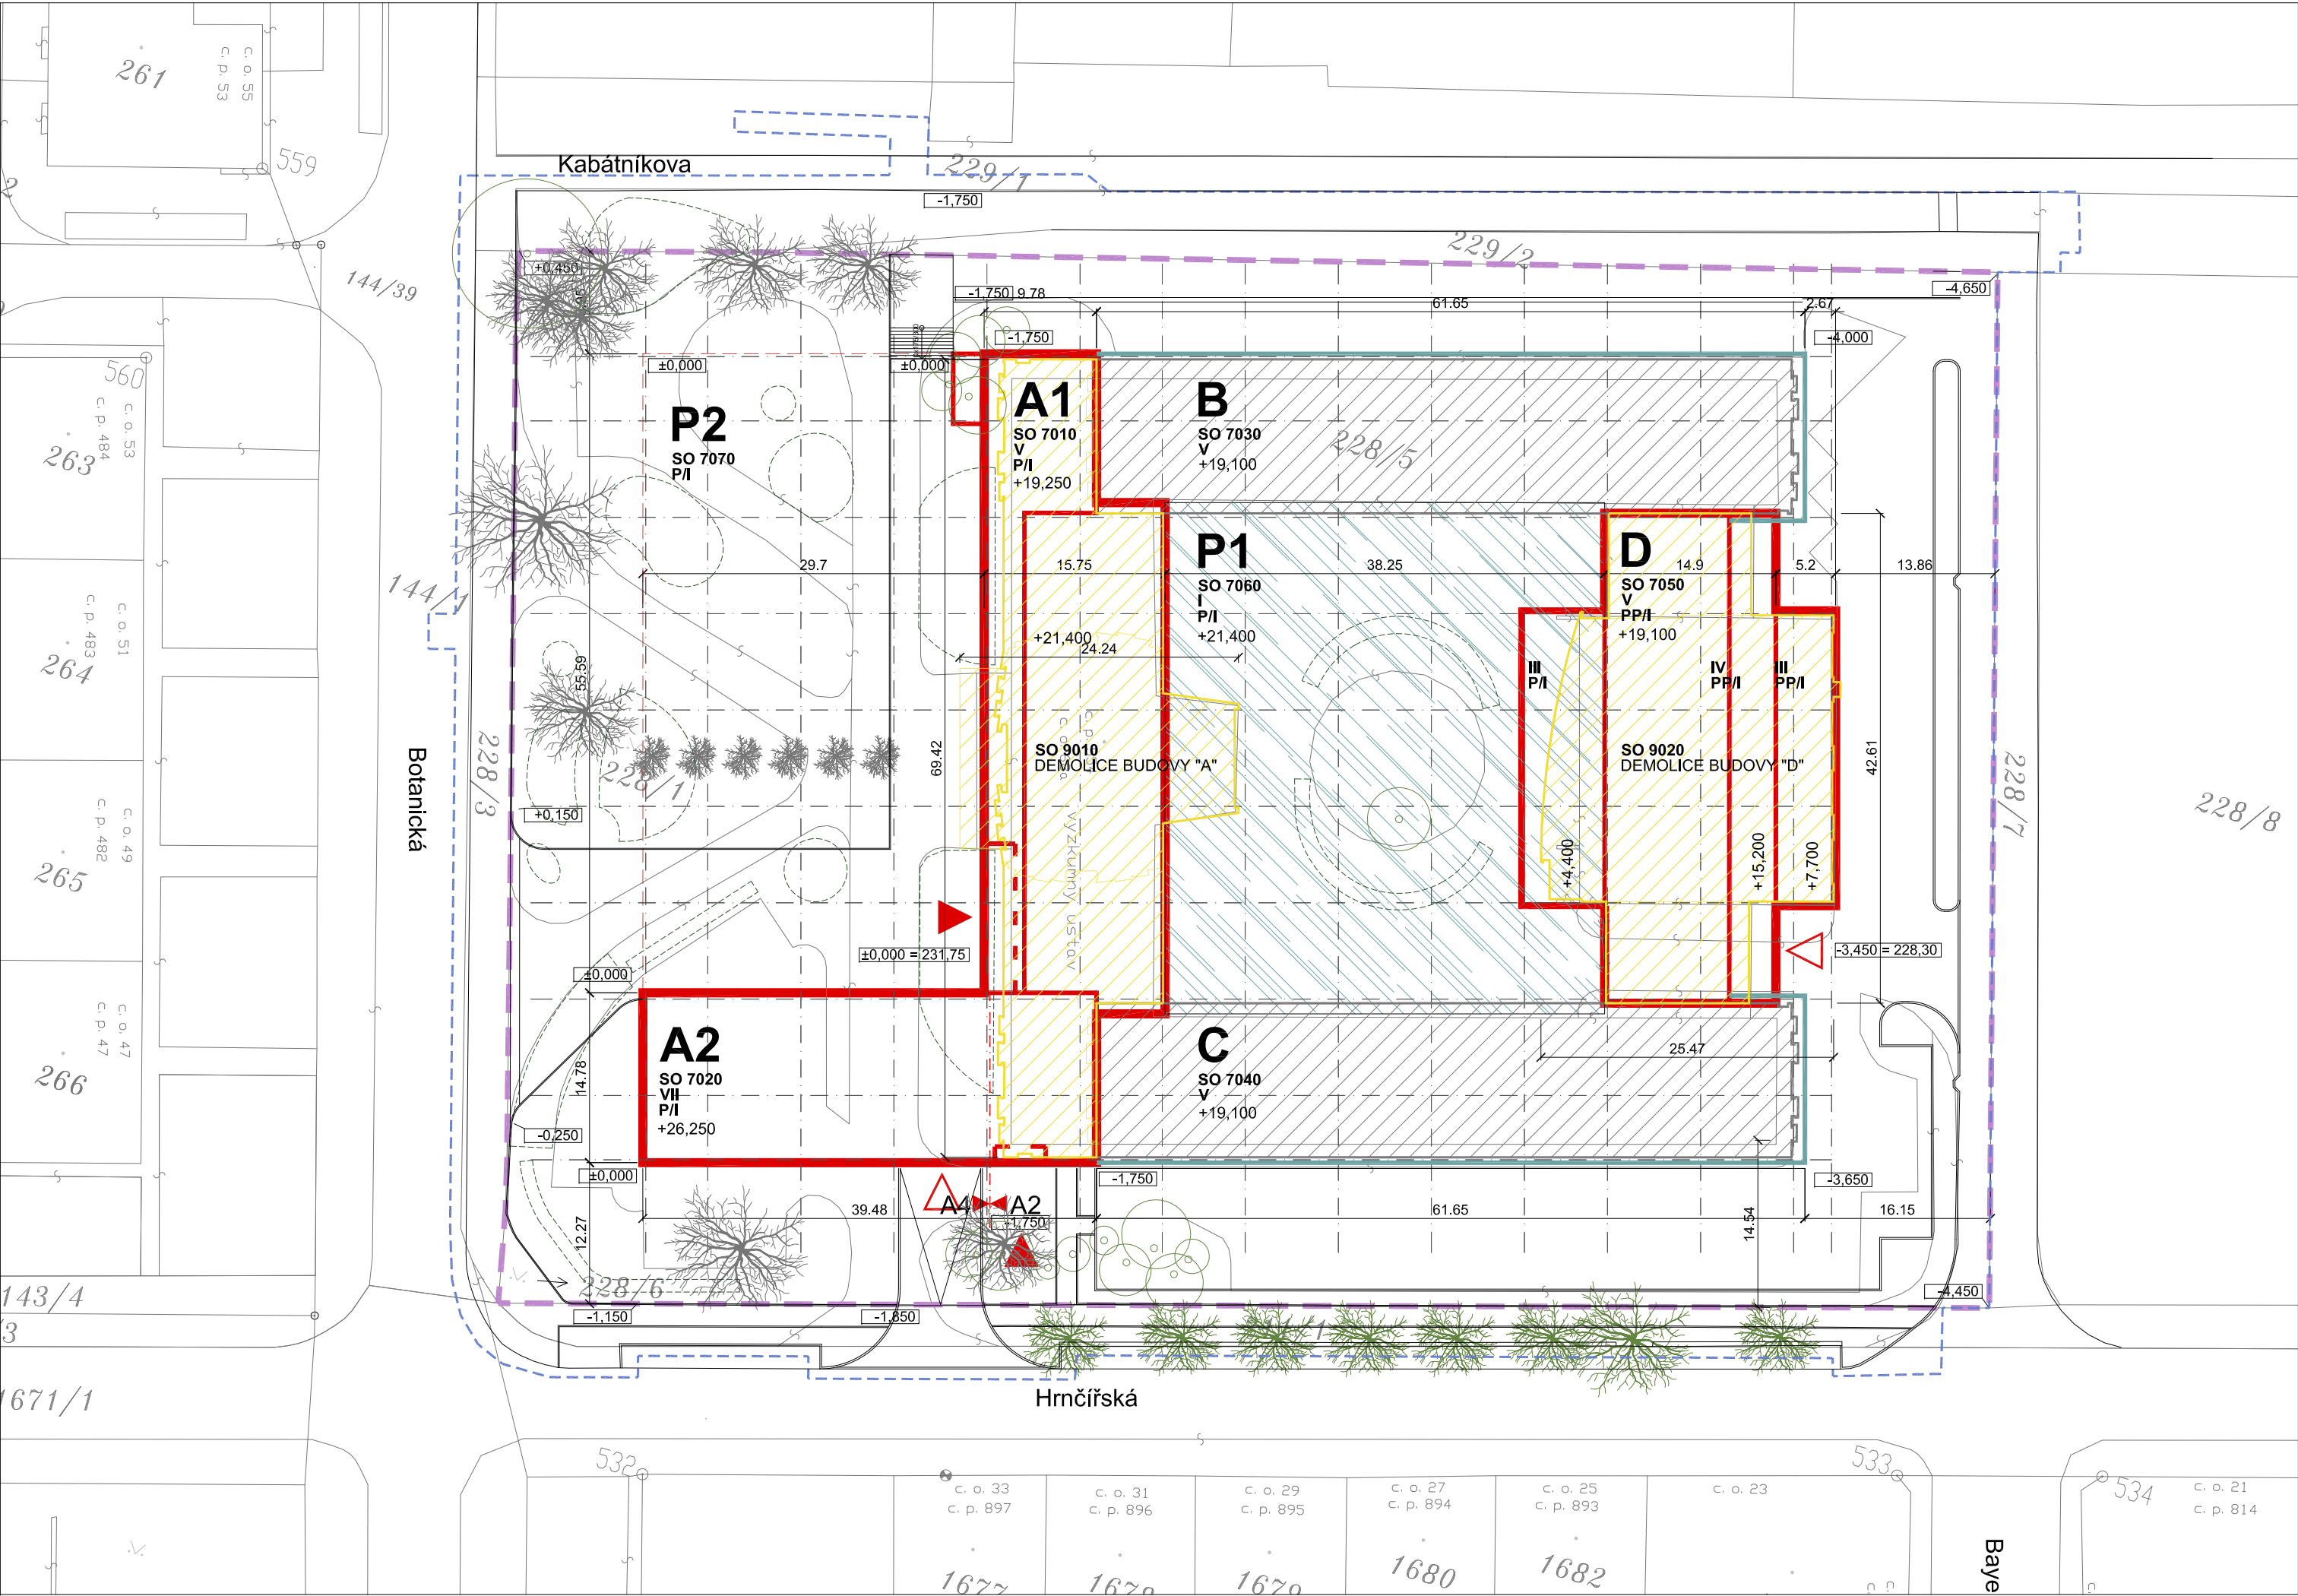 261
c. o. 55
c. p. 53
559
Kabátníkova
229/1
-1,750
144/39
229/2
+0,450
-1,750
9.78
61.65
2.67
-4,650
-1,750
-4,000
±0,000
±0,000
560
c. o. 53
c. p. 484
263
P2
SO 7070
P/I
A1
SO 7010
V
P/I
+19,250
B
SO 7030
V
+19,100
228/5
P1
SO 7060
I
P/I
+21,400
D
SO 7050
V
PP/I
+19,100
29.7
15.75
38.25
14.9
5.2
13.86
144/1
c. o. 51
c. p. 483
264
+21,400
24.24
55.59
III
P/I
IV
PP/I
III
PP/I
69.42
42.61
Botanická
228/3
228/1
SO 9010
DEMOLICE BUDOVY "A"
SO 9020
DEMOLICE BUDOVY "D"
228/7
228/8
c. o. 49
c. p. 482
265
+0,150
výzkumný ústav
+4,400
+15,200
+7,700
±0,000 = 231,75
-3,450 = 228,30
±0,000
c. o. 47
c. p. 47
266
A2
SO 7020
VII
P/I
+26,250
14.78
C
SO 7040
V
+19,100
25.47
-0,250
±0,000
-1,750
-3,650
A4
A2
-1,750
39.48
61.65
16.15
12.27
14.54
143/4
228/6
-1,150
-1,850
-4,450
1671/1
Hrnčířská
532
533
534
c. o. 33
c. p. 897
c. o. 31
c. p. 896
c. o. 29
c. p. 895
c. o. 27
c. p. 894
c. o. 25
c. p. 893
c. o. 23
c. o. 21
c. p. 814
1680
1682
Baye